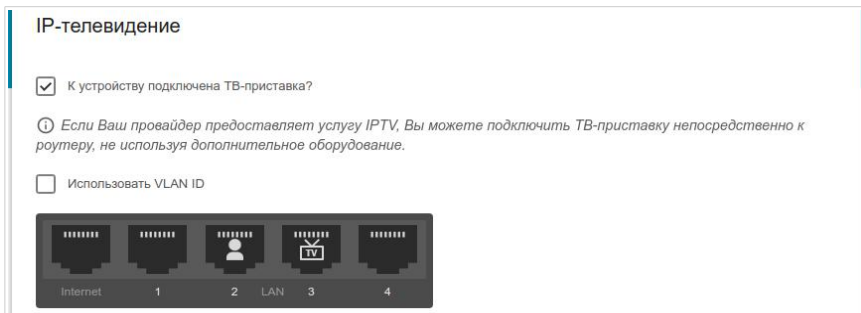 IP-телевидение
К устройству подключена ТВ-приставка?
Если Ваш провайдер предоставляет услугу IPTV, Вы можете подключить ТВ-приставку непосредственно к
роутеру, не используя дополнительное оборудование.
Использовать VLAN ID
TV
Internet 1 2 LAN 3 4